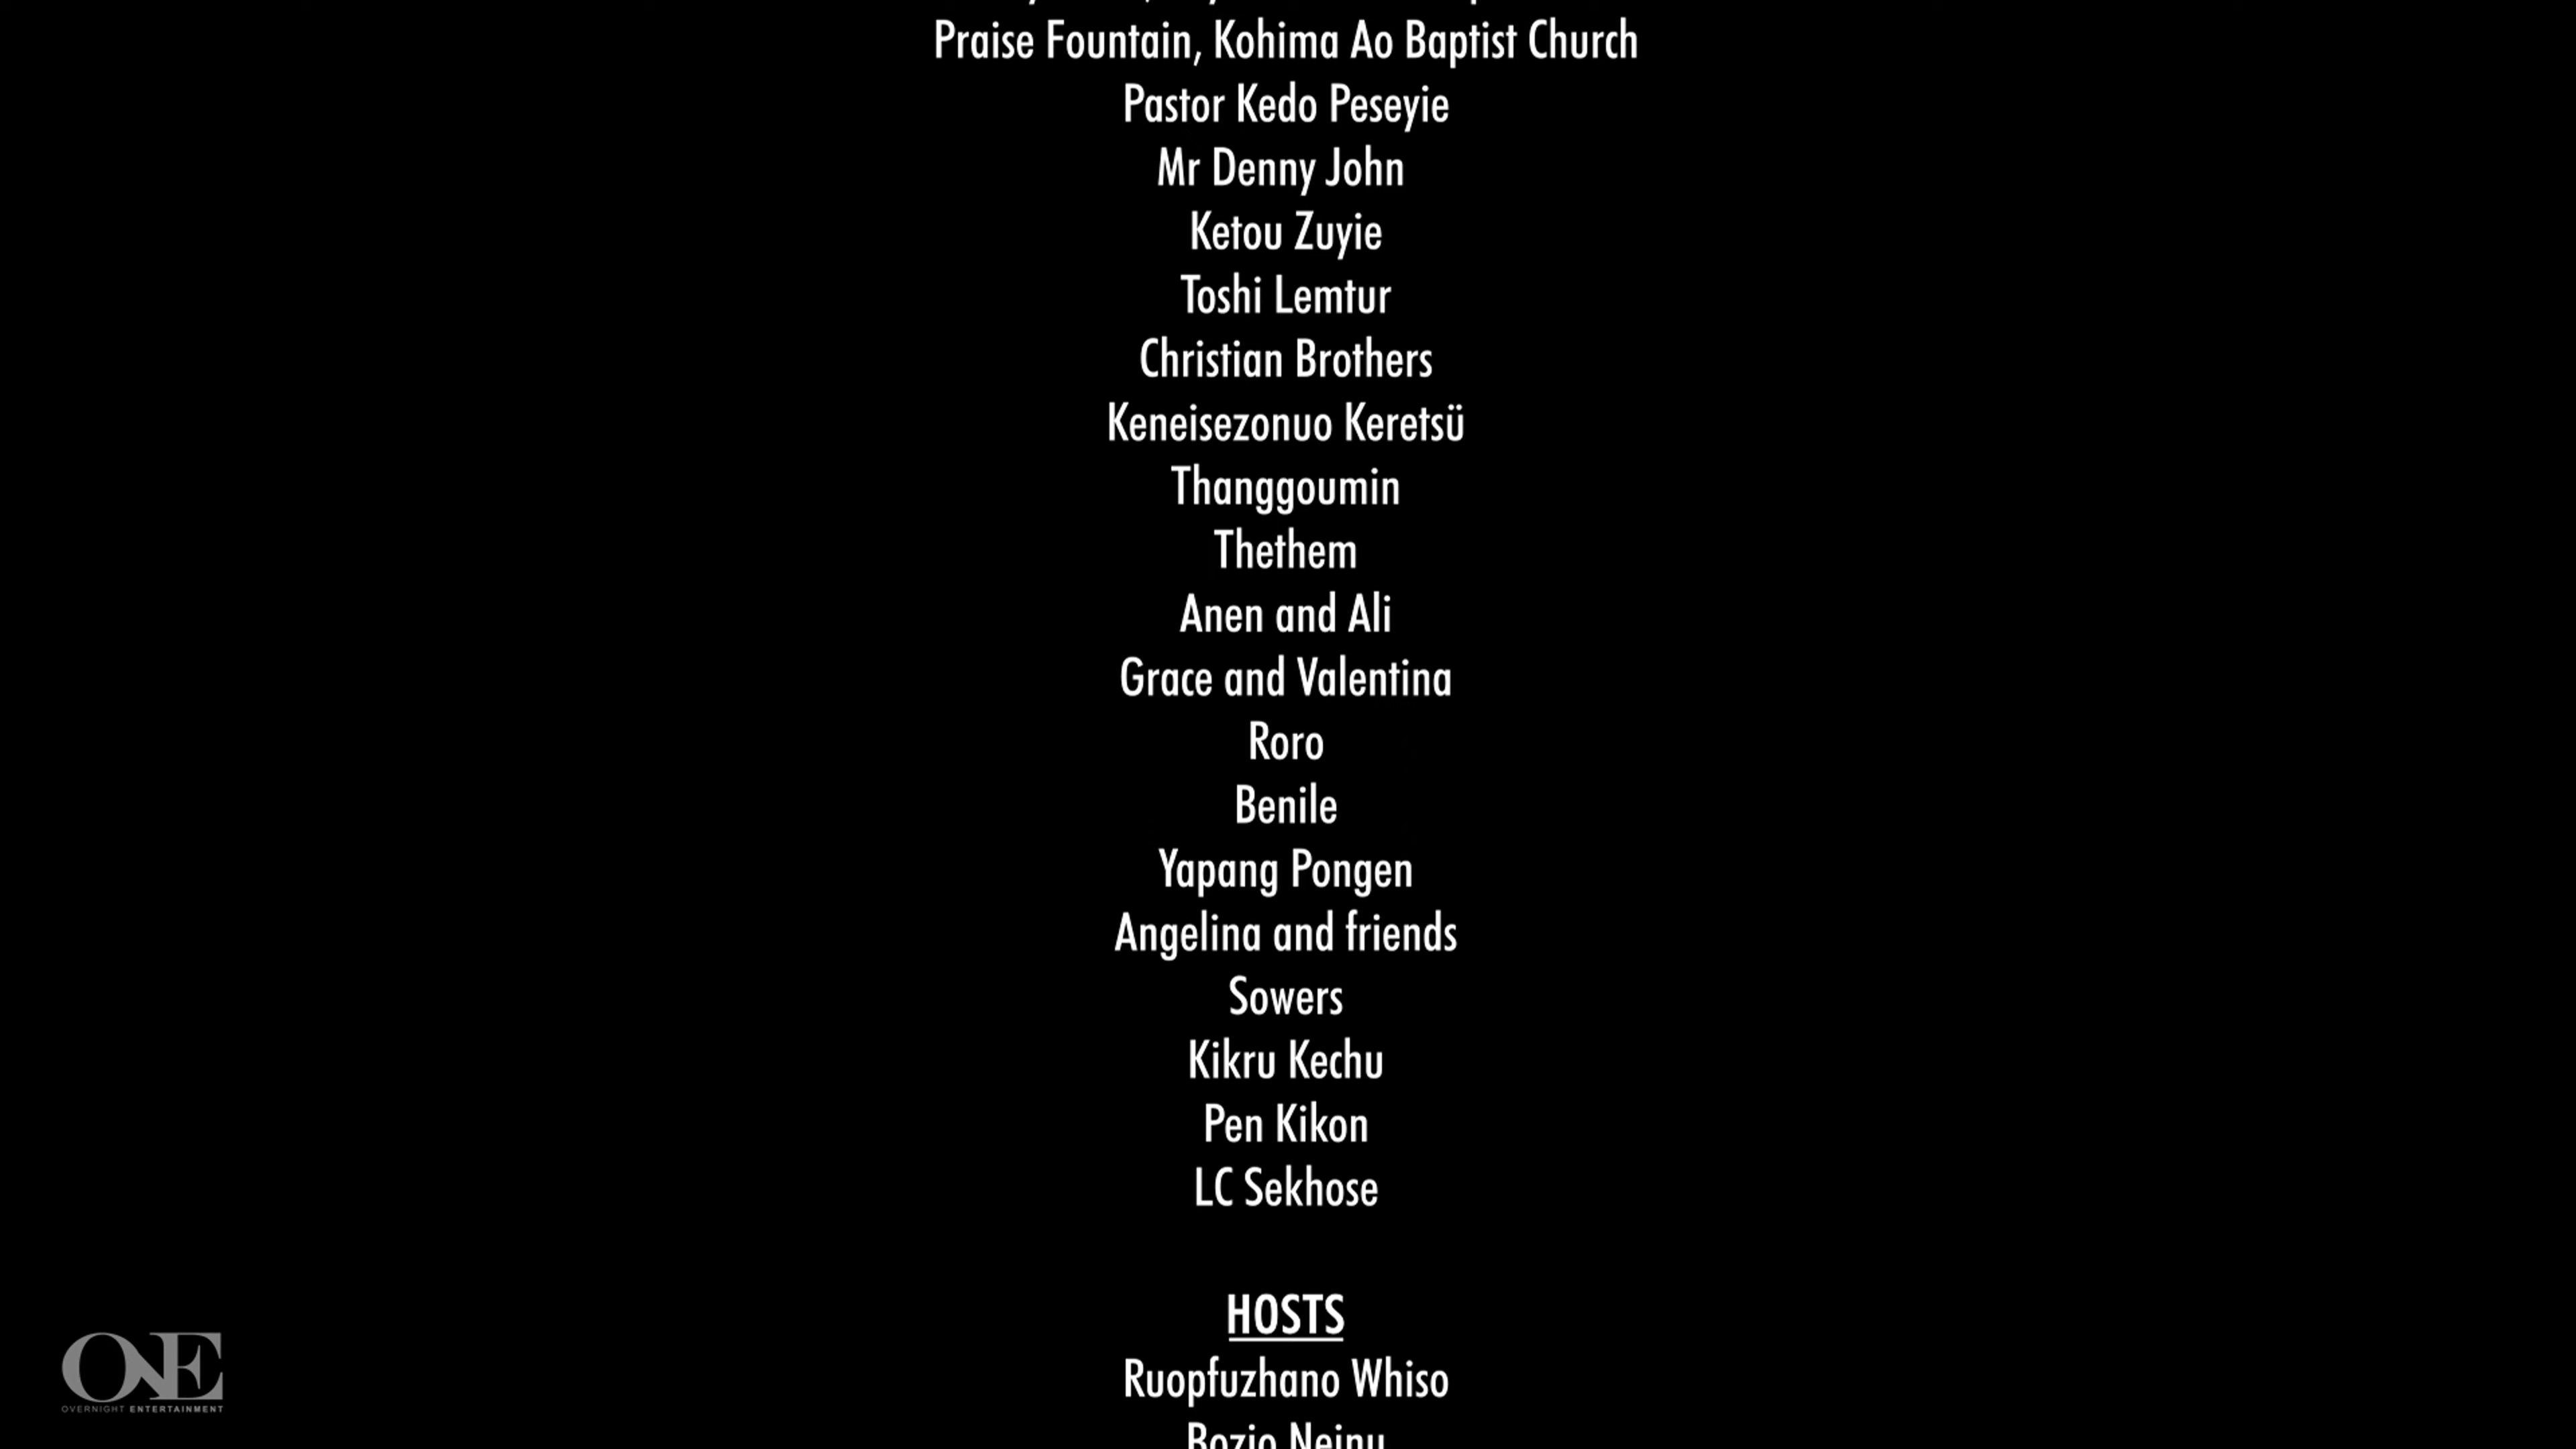 Praise Fountain, Kohima Ao Baptist Church
Pastor Kedo Peseyie
Mr Denny John
Ketou Zuyie
Toshi Lemtur
Christian Brothers
Keneisezonuo Keretsü
Thanggoumin
Thethem
Anen and Ali
Grace and Valentina
Roro
Benile
Yapang Pongen
Angelina and friends
Sowers
Kikru Kechu
Pen Kikon
LC Sekhose
HOSTS
Ruopfuzhano Whiso
ONE
OVERNIGHT ENTERTAINMENT